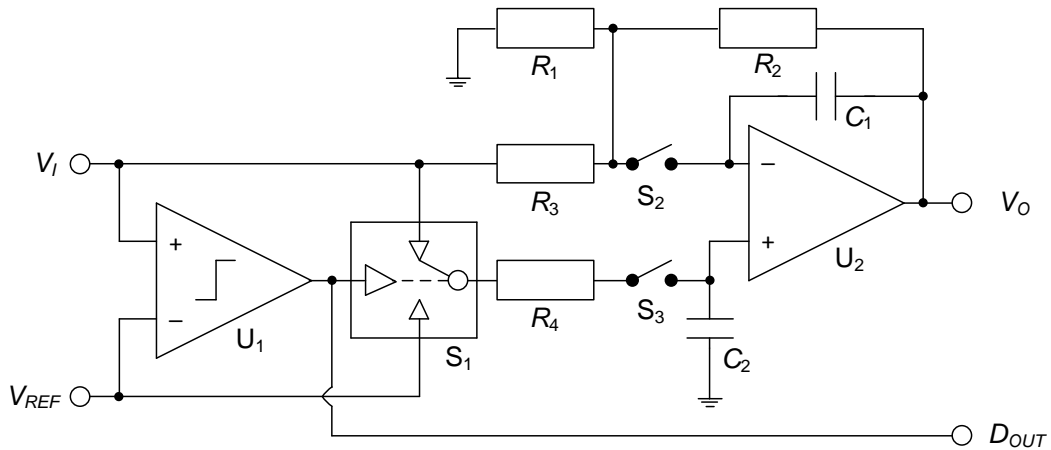 R1
R2
C1
VI
R3
S2
−
VO
+
+
U2
−
U1
S1
R4
S3
C2
VREF
DOUT